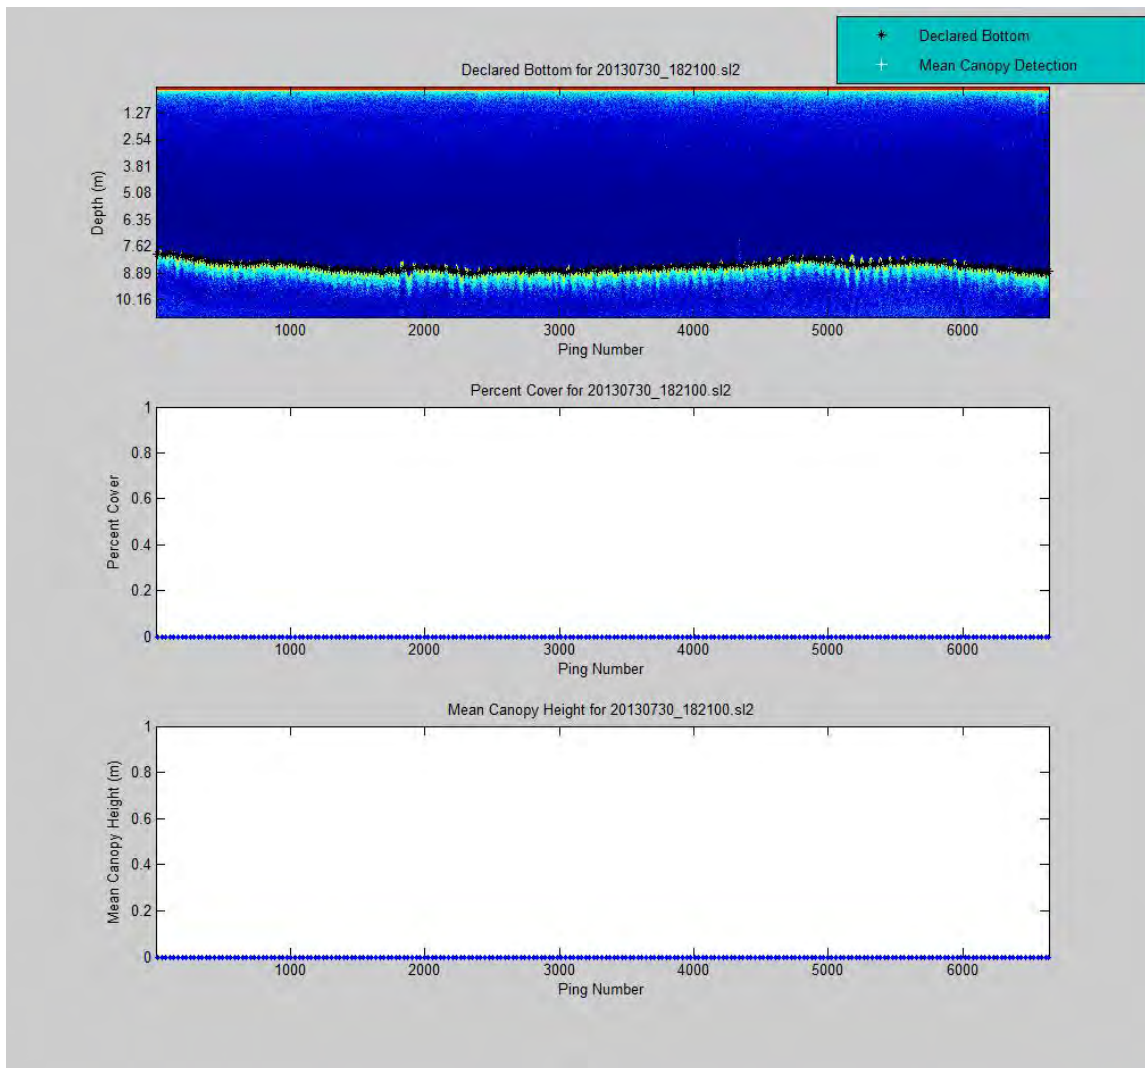 Declared Bottom
Mean Canopy Detection
Declared Bottom for 20130730_182100.sl2
1.27
2.54
3.81
5.08
6.35
7.62
8.89
10.16
Depth (m)
1000 2000 3000 4000 5000 6000
Ping Number
Percent Cover for 20130730_182100.sl2
1
0.8
0.6
0.4
0.2
0
Percent Cover
1000 2000 3000 4000 5000 6000
Ping Number
Mean Canopy Height for 20130730_182100.sl2
1
0.8
0.6
0.4
0.2
0
Mean Canopy Height (m)
1000 2000 3000 4000 5000 6000
Ping Number